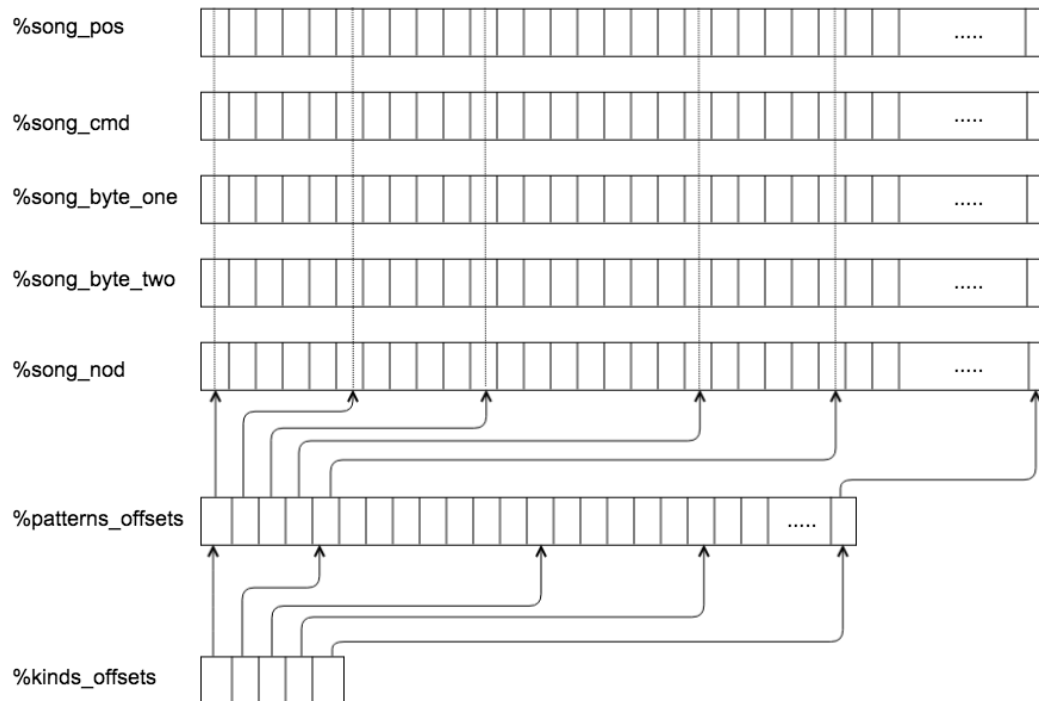 %song_pos
.....
%song_cmd
.....
%song_byte_one
.....
%song_byte_two
.....
%song_nod
.....
%patterns_offsets
.....
%kinds_offsets